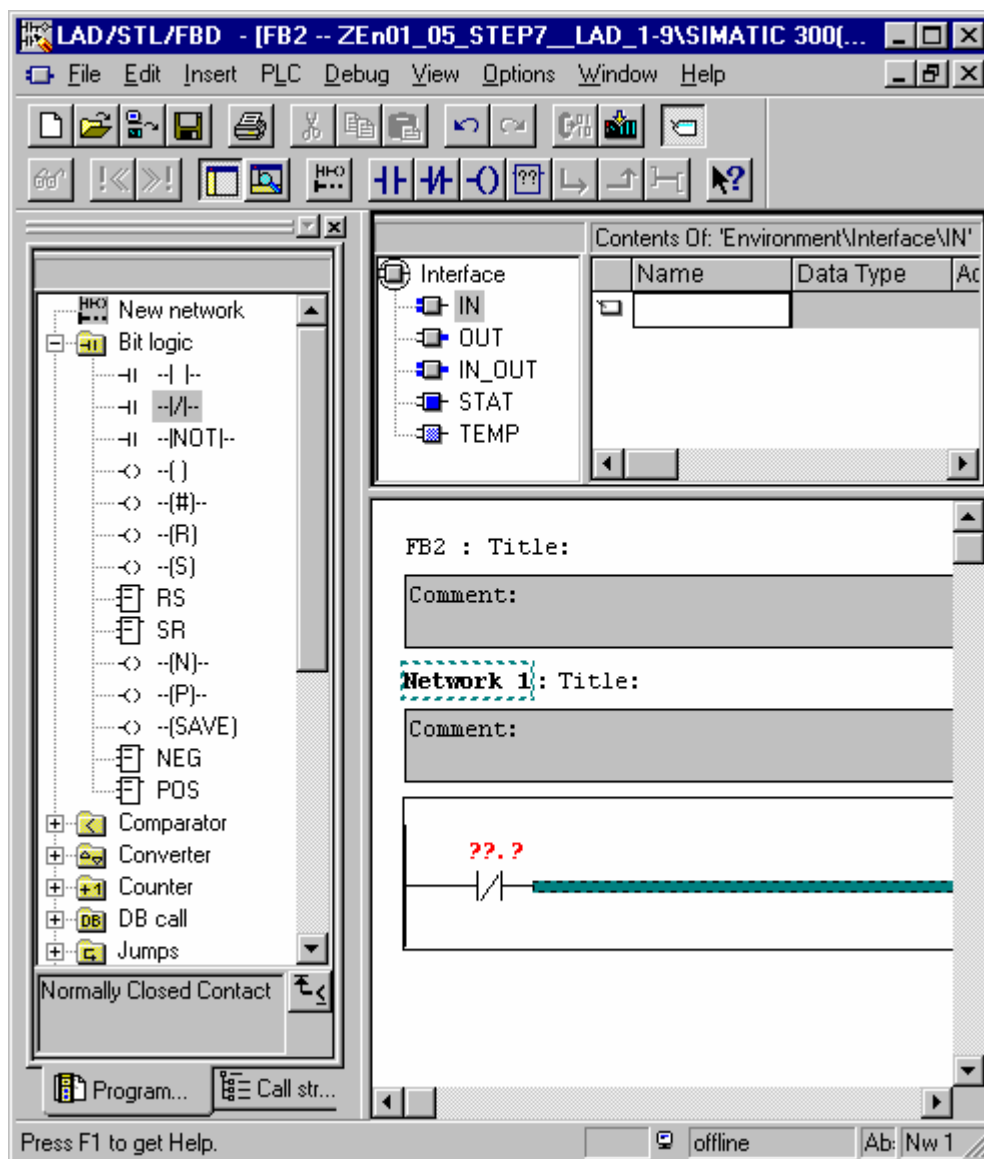 LAD/STL/FBD - [FB2 -- ZEn01_05_STEP7__LAD_1-9\SIMATIC 300(...
File Edit Insert PLC Debug View Options Window Help
New network
Bit logic
--| |--
--|/|--
--|NOT|--
--( )
--(#)--
--(R)
--(S)
RS
SR
--(N)--
--(P)--
--(SAVE)
NEG
POS
Comparator
Converter
Counter
DB call
Jumps
Normally Closed Contact
Program...
Call str...
Interface
IN
OUT
IN_OUT
STAT
TEMP
Contents Of: 'Environment\Interface\IN'
Name Data Type Ad
FB2 : Title:
Comment:
Network 1: Title:
Comment:
??.?
Press F1 to get Help.
offline
Ab:
Nw 1